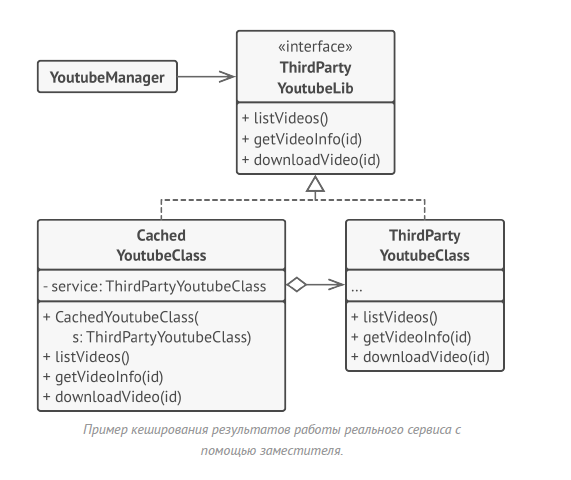 «interface»
ThirdParty
YoutubeLib
YoutubeManager
+ listVideos()
+ getVideoInfo(id)
+ downloadVideo(id)
Cached
YoutubeClass
- service: ThirdPartyYoutubeClass
+ CachedYoutubeClass(
s: ThirdPartyYoutubeClass)
+ listVideos()
+ getVideoInfo(id)
+ downloadVideo(id)
ThirdParty
YoutubeClass
...
+ listVideos()
+ getVideoInfo(id)
+ downloadVideo(id)
Пример кеширования результатов работы реального сервиса с
помощью заместителя.